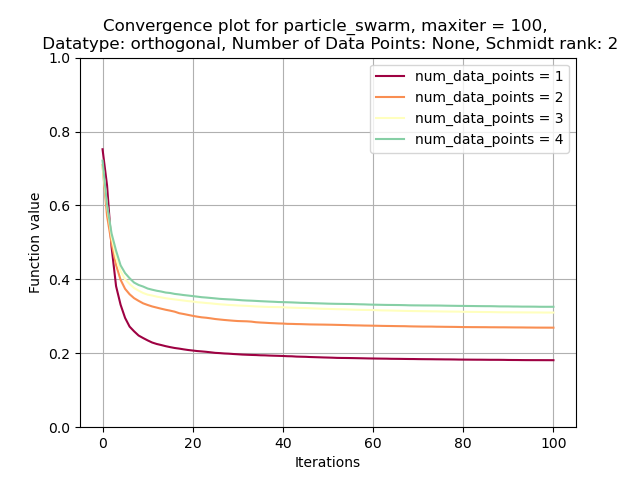 Convergence plot for particle_swarm, maxiter = 100,
Datatype: orthogonal, Number of Data Points: None, Schmidt rank: 2
num_data_points = 1
num_data_points = 2
num_data_points = 3
num_data_points = 4
Function value
1.0
0.8
0.6
0.4
0.2
0.0
0 20 40 60 80 100
Iterations